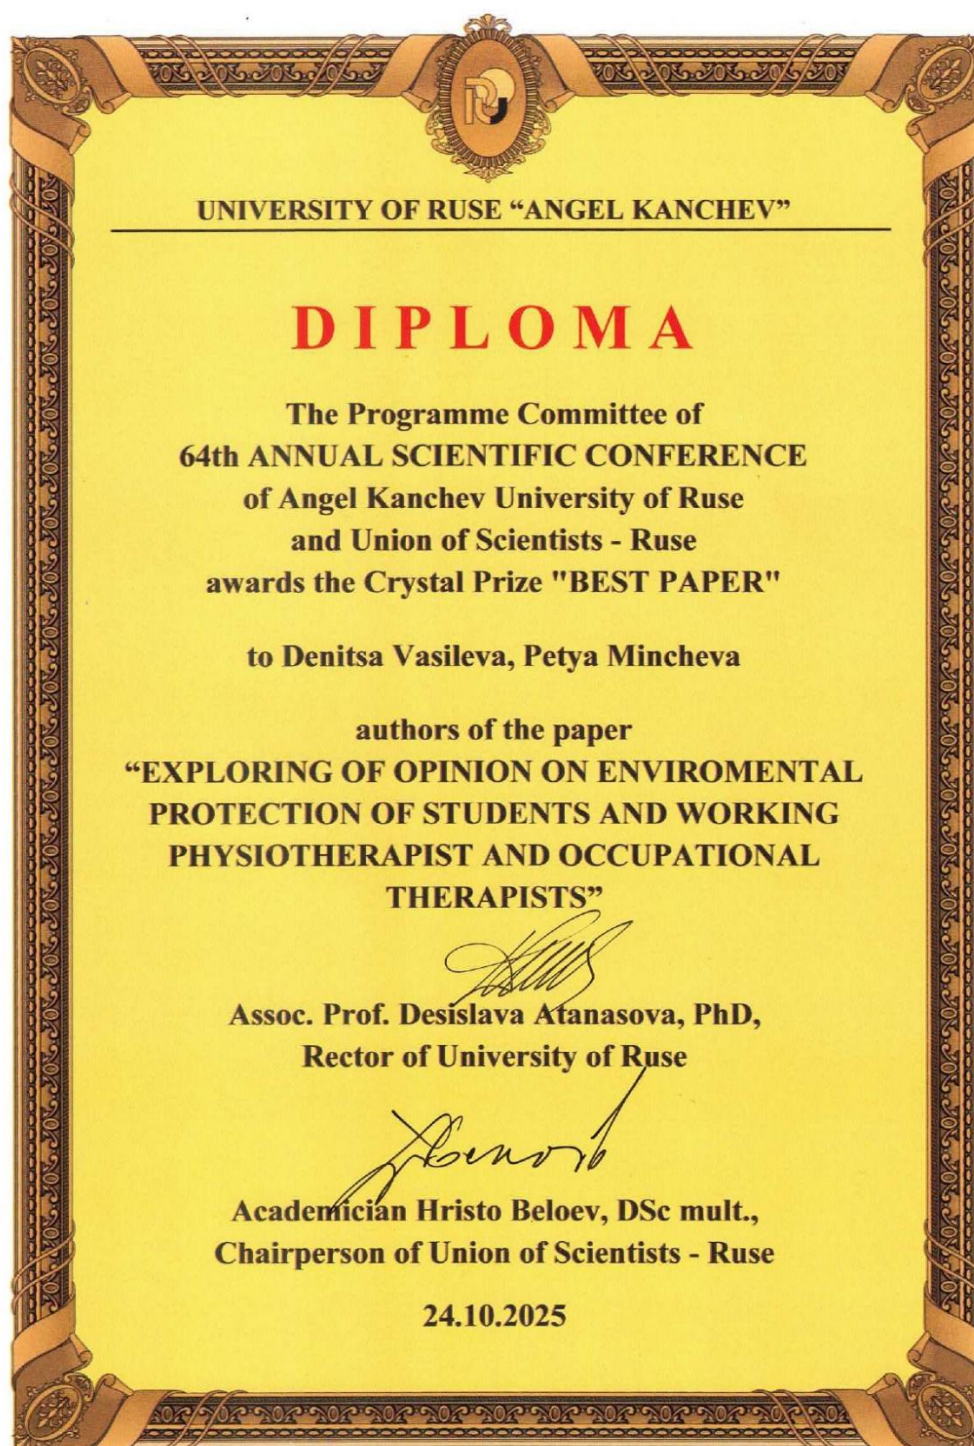 UNIVERSITY OF RUSE “ANGEL KANCHEV”
DIPLOMA
The Programme Committee of
64th ANNUAL SCIENTIFIC CONFERENCE
of Angel Kanchev University of Ruse
and Union of Scientists - Ruse
awards the Crystal Prize "BEST PAPER"
to Denitsa Vasileva, Petya Mincheva
authors of the paper
“EXPLORING OF OPINION ON ENVIROMENTAL
PROTECTION OF STUDENTS AND WORKING
PHYSIOTHERAPIST AND OCCUPATIONAL
THERAPISTS”
Assoc. Prof. Desislava Atanasova, PhD,
Rector of University of Ruse
Academician Hristo Beloev, DSc mult.,
Chairperson of Union of Scientists - Ruse
24.10.2025